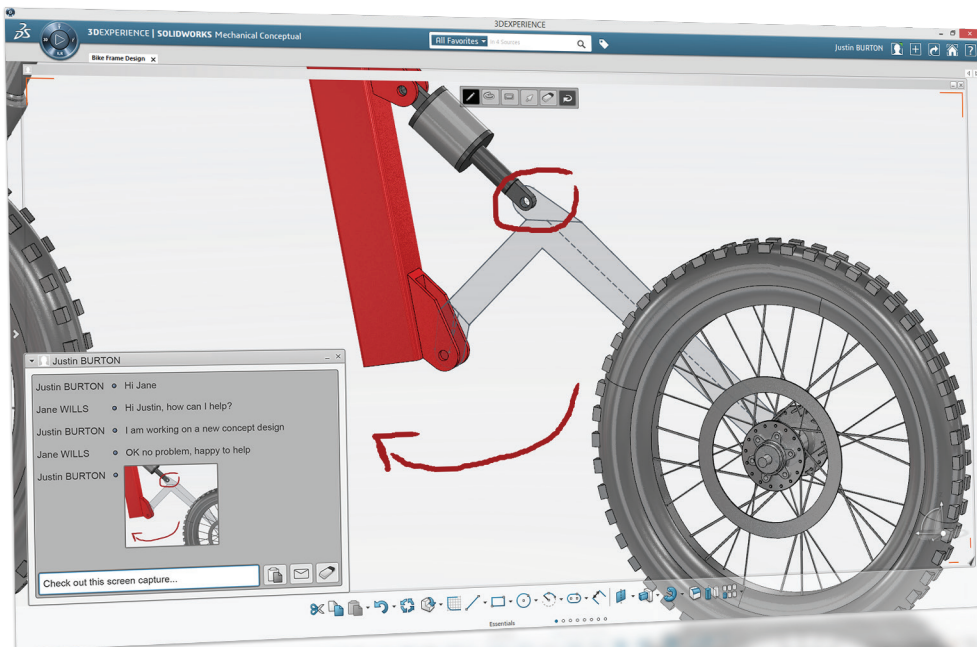 3DEXPERIENCE
3DS 3DEXPERIENCE | SOLIDWORKS Mechanical Conceptual
All Favorites in 4 Sources
Justin BURTON
Bike Frame Design x
Justin BURTON
Justin BURTON Hi Jane
Jane WILLS Hi Justin, how can I help?
Justin BURTON I am working on a new concept design
Jane WILLS OK no problem, happy to help
Justin BURTON
Check out this screen capture...
Essentials